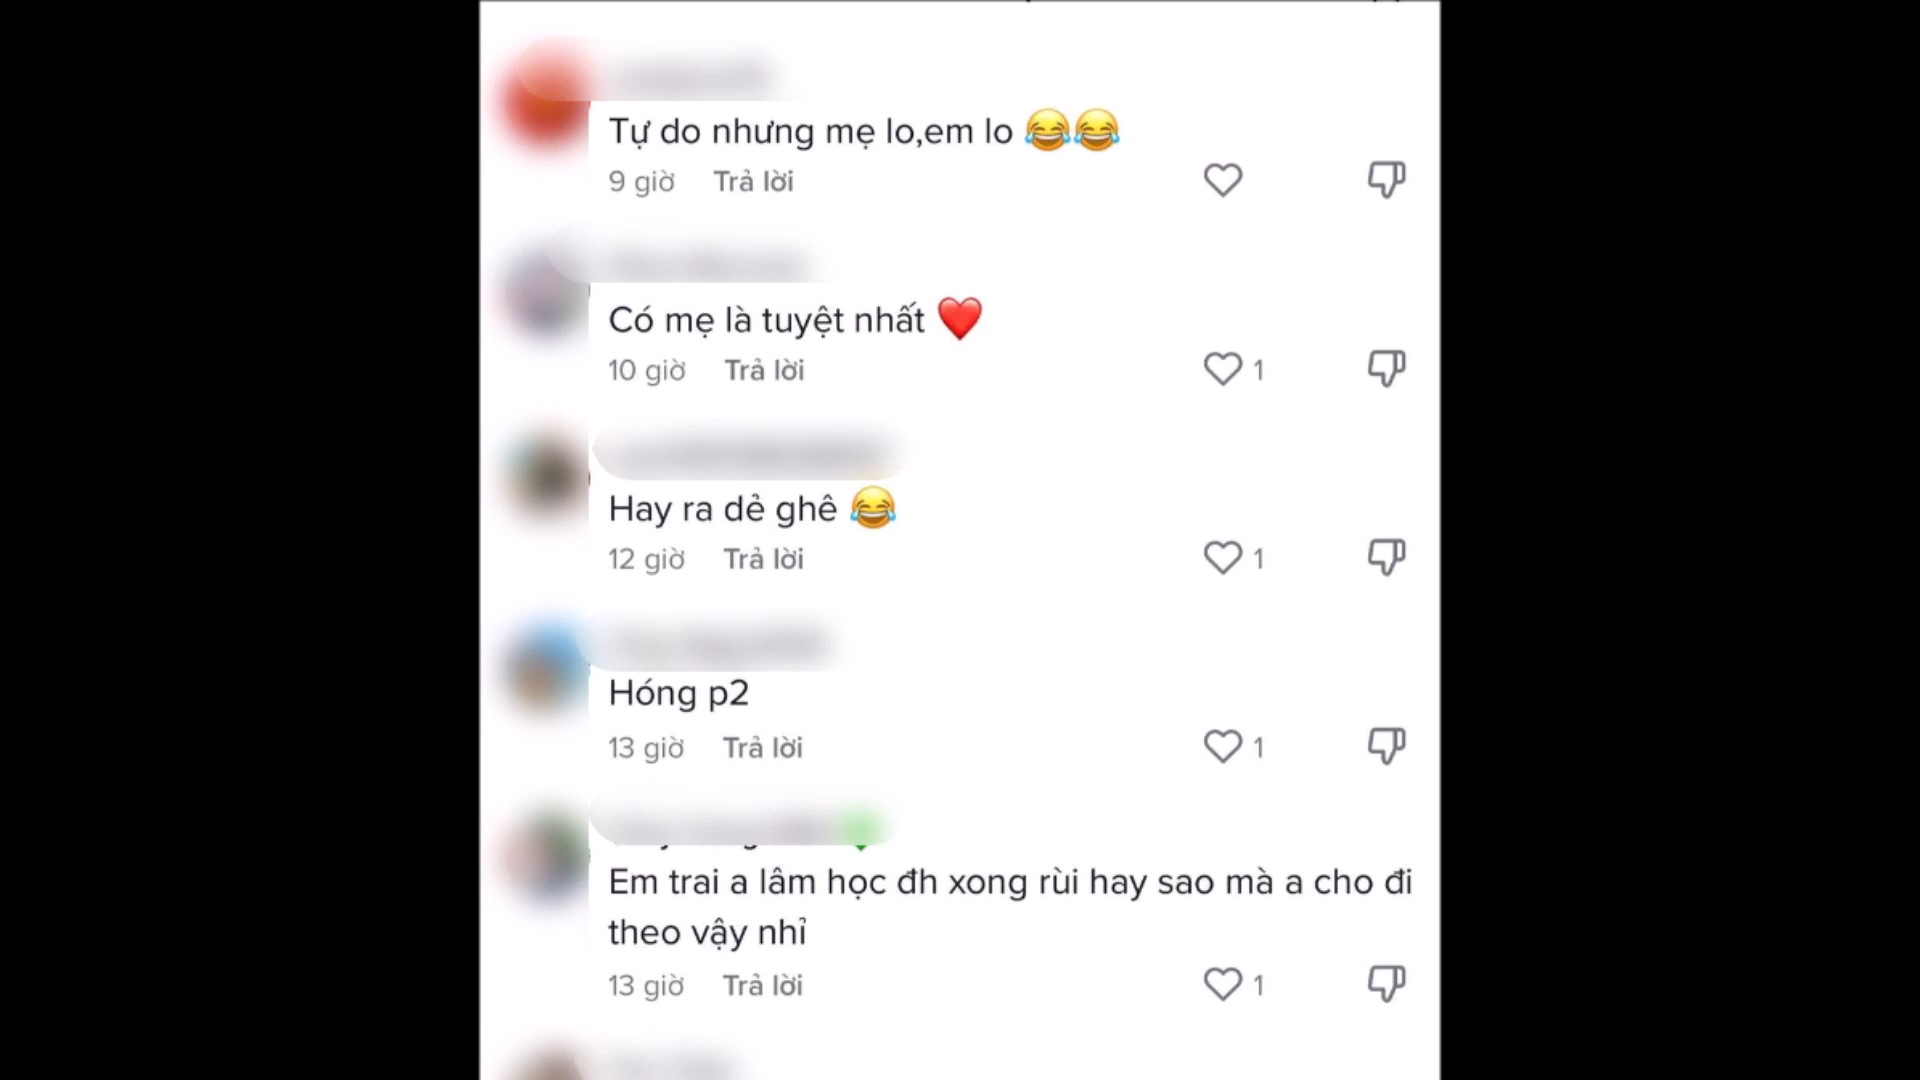 Tự do nhưng mẹ lo,em lo 😂😂
9 giờ Trả lời
Có mẹ là tuyệt nhất ❤️
10 giờ Trả lời 1
Hay ra dẻ ghê 😂
12 giờ Trả lời 1
Hóng p2
13 giờ Trả lời 1
Em trai a lâm học đh xong rùi hay sao mà a cho đi
theo vậy nhỉ
13 giờ Trả lời 1